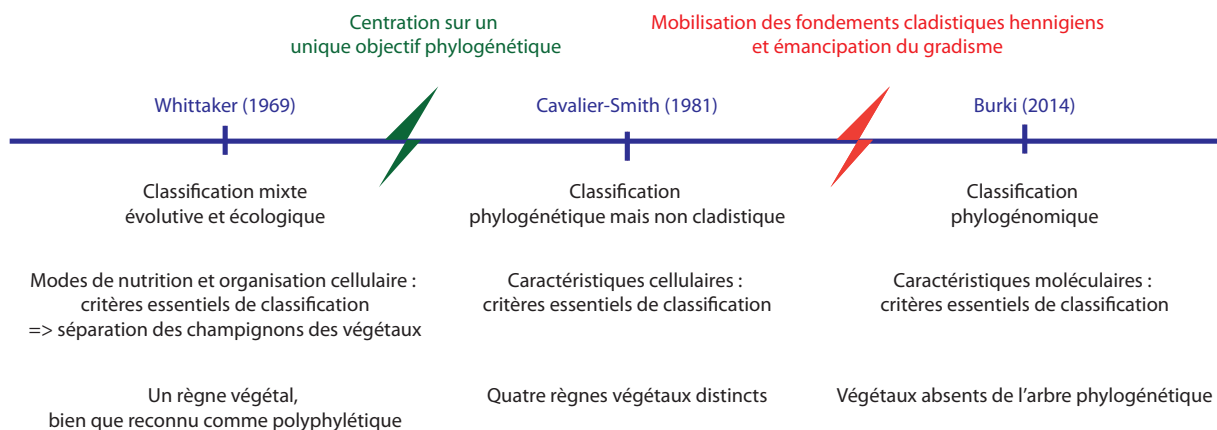 Centration sur un
unique objectif phylogénétique
Mobilisation des fondements cladistiques hennigiens
et émancipation du gradisme
Whittaker (1969)
Cavalier-Smith (1981)
Burki (2014)
Classification mixte
évolutive et écologique
Classification
phylogénétique mais non cladistique
Classification
phylogénomique
Modes de nutrition et organisation cellulaire :
critères essentiels de classification
=> séparation des champignons des végétaux
Caractéristiques cellulaires :
critères essentiels de classification
Caractéristiques moléculaires :
critères essentiels de classification
Un règne végétal,
bien que reconnu comme polyphylétique
Quatre règnes végétaux distincts
Végétaux absents de l’arbre phylogénétique